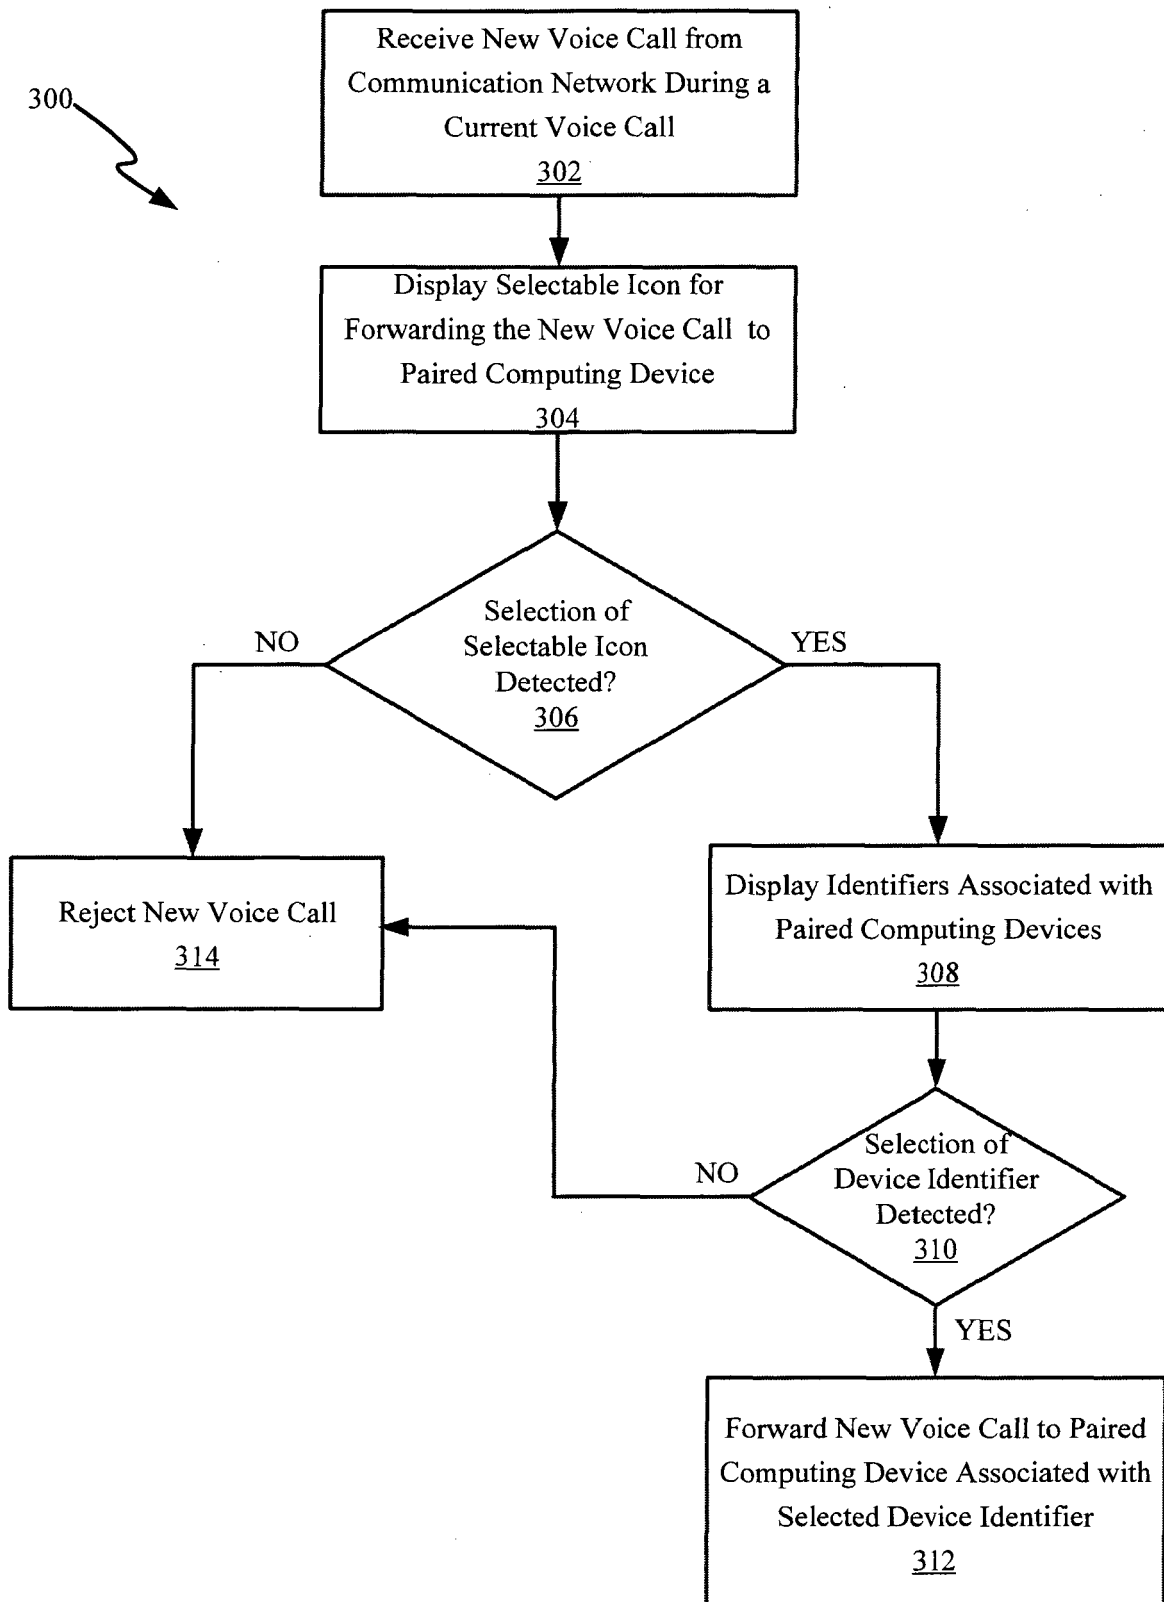 Receive New Voice Call from
Communication Network During a
Current Voice Call
302
300
Display Selectable Icon for
Forwarding the New Voice Call to
Paired Computing Device
304
Selection of
Selectable Icon
Detected?
306
NO
YES
Reject New Voice Call
314
Display Identifiers Associated with
Paired Computing Devices
308
Selection of
Device Identifier
Detected?
310
NO
YES
Forward New Voice Call to Paired
Computing Device Associated with
Selected Device Identifier
312